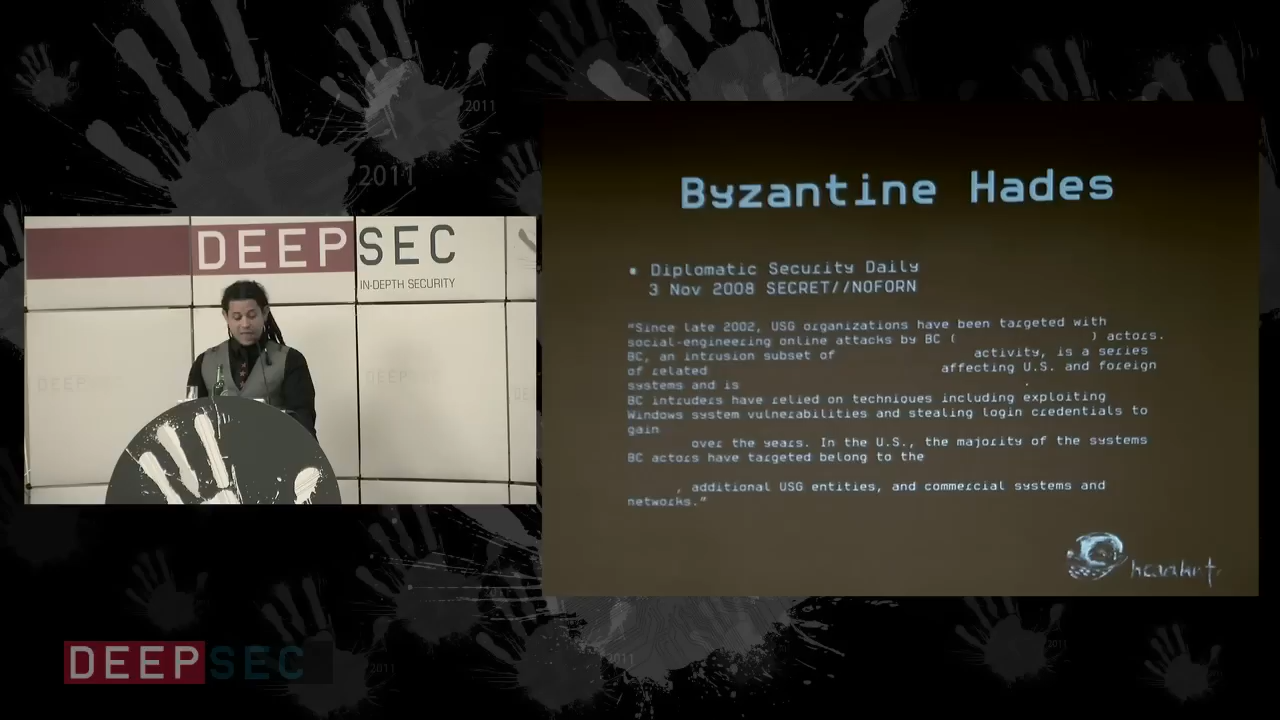 2011
2011
DEEPSEC
IN-DEPTH SECURITY
Byzantine Hades
▪ Diplomatic Security Daily
3 Nov 2008 SECRET//NOFORN
“Since late 2002, USG organizations have been targeted with
social-engineering online attacks by BC ( ) actors.
BC, an intrusion subset of activity, is a series
of related affecting U.S. and foreign
systems and is .
BC intruders have relied on techniques including exploiting
Windows system vulnerabilities and stealing login credentials to
gain
over the years. In the U.S., the majority of the systems
BC actors have targeted belong to the
, additional USG entities, and commercial systems and
networks.”
DEEPSEC
2011
2011
2011